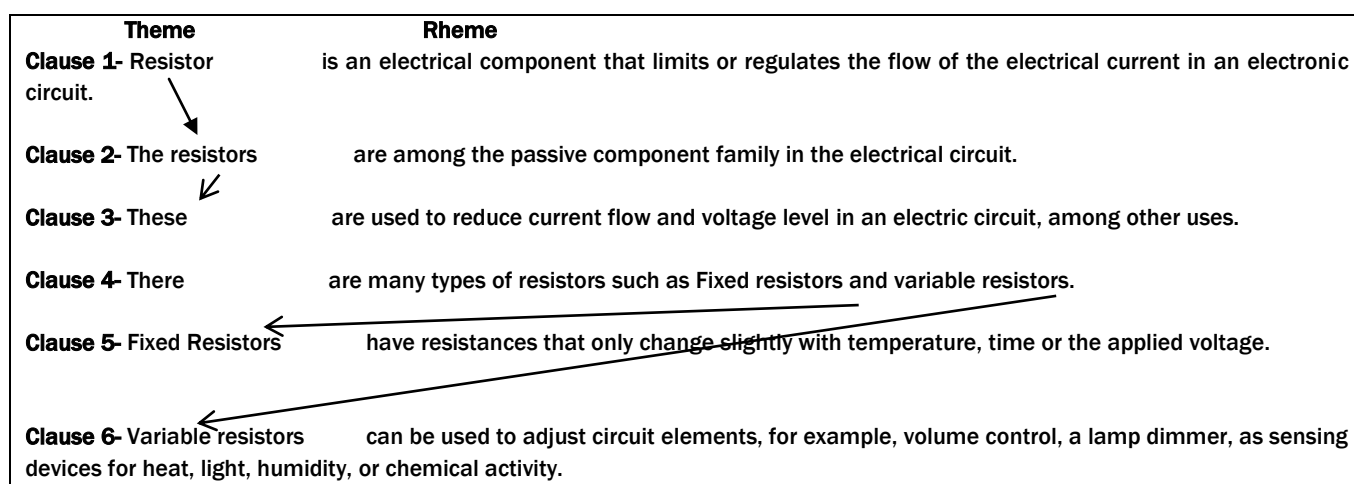 Theme Rheme
Clause 1- Resistor is an electrical component that limits or regulates the flow of the electrical current in an electronic
circuit.
Clause 2- The resistors are among the passive component family in the electrical circuit.
Clause 3- These are used to reduce current flow and voltage level in an electric circuit, among other uses.
Clause 4- There are many types of resistors such as Fixed resistors and variable resistors.
Clause 5- Fixed Resistors have resistances that only change slightly with temperature, time or the applied voltage.
Clause 6- Variable resistors can be used to adjust circuit elements, for example, volume control, a lamp dimmer, as sensing
devices for heat, light, humidity, or chemical activity.